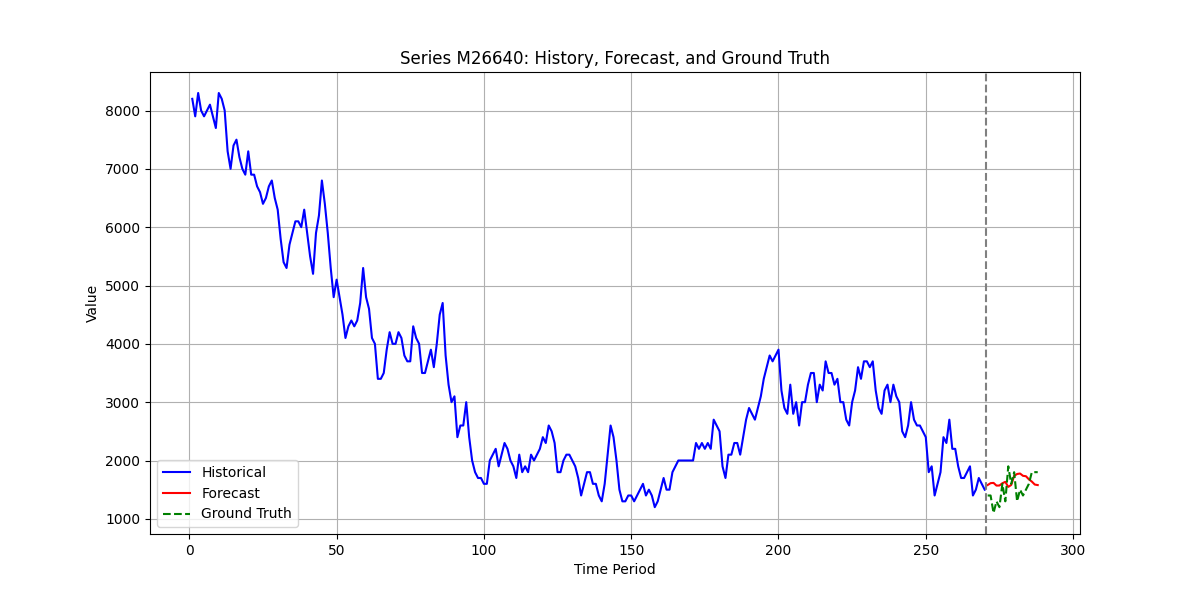 Series M26640: History, Forecast, and Ground Truth
Value
8000
7000
6000
5000
4000
3000
2000
1000
Historical
Forecast
Ground Truth
0 50 100 150 200 250 300
Time Period